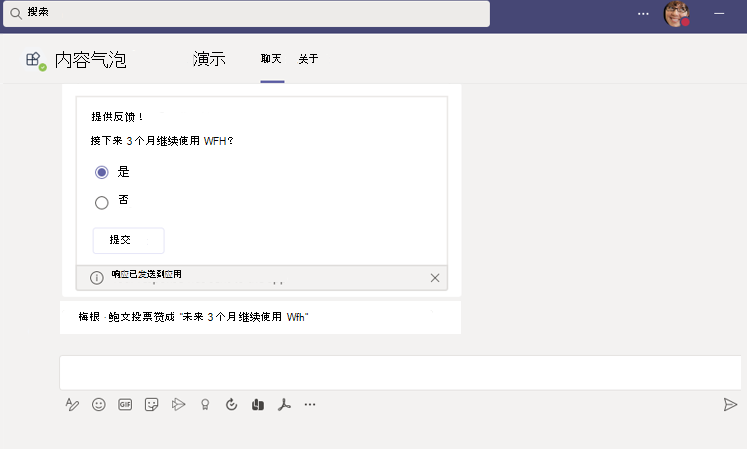 搜索
内容气泡 演示 聊天 关于
提供反馈！
接下来 3 个月继续使用 WFH？
是
否
提交
响应已发送到应用
梅根 · 鲍文投票赞成 "未来 3 个月继续使用 Wfh"
GIF